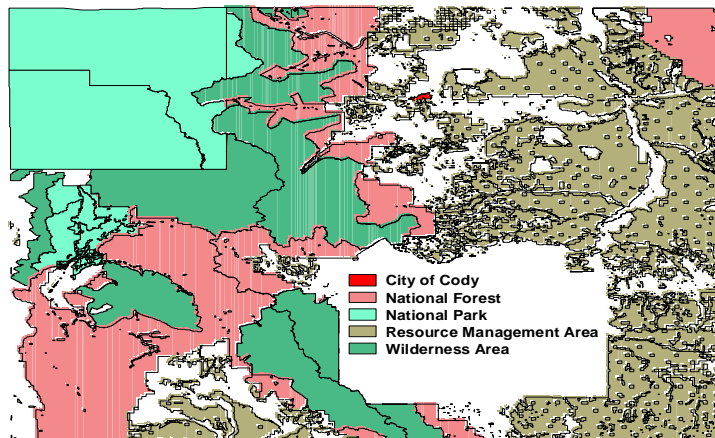 City of Cody
National Forest
National Park
Resource Management Area
Wilderness Area